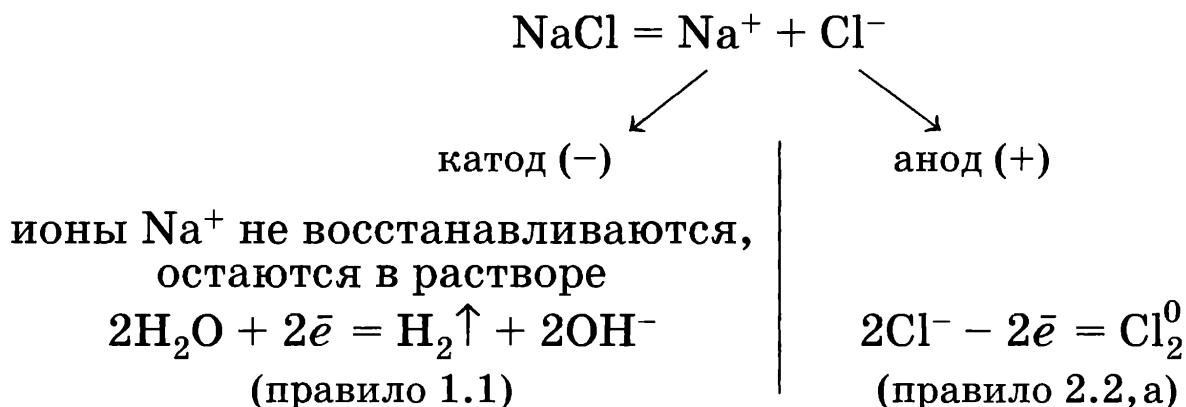 NaCl = Na⁺ + Cl⁻
катод (−)
анод (+)
ионы Na⁺ не восстанавливаются,
остаются в растворе
2H₂O + 2ē = H₂↑ + 2OH⁻
2Cl⁻ − 2ē = Cl₂⁰
(правило 1.1)
(правило 2.2, а)